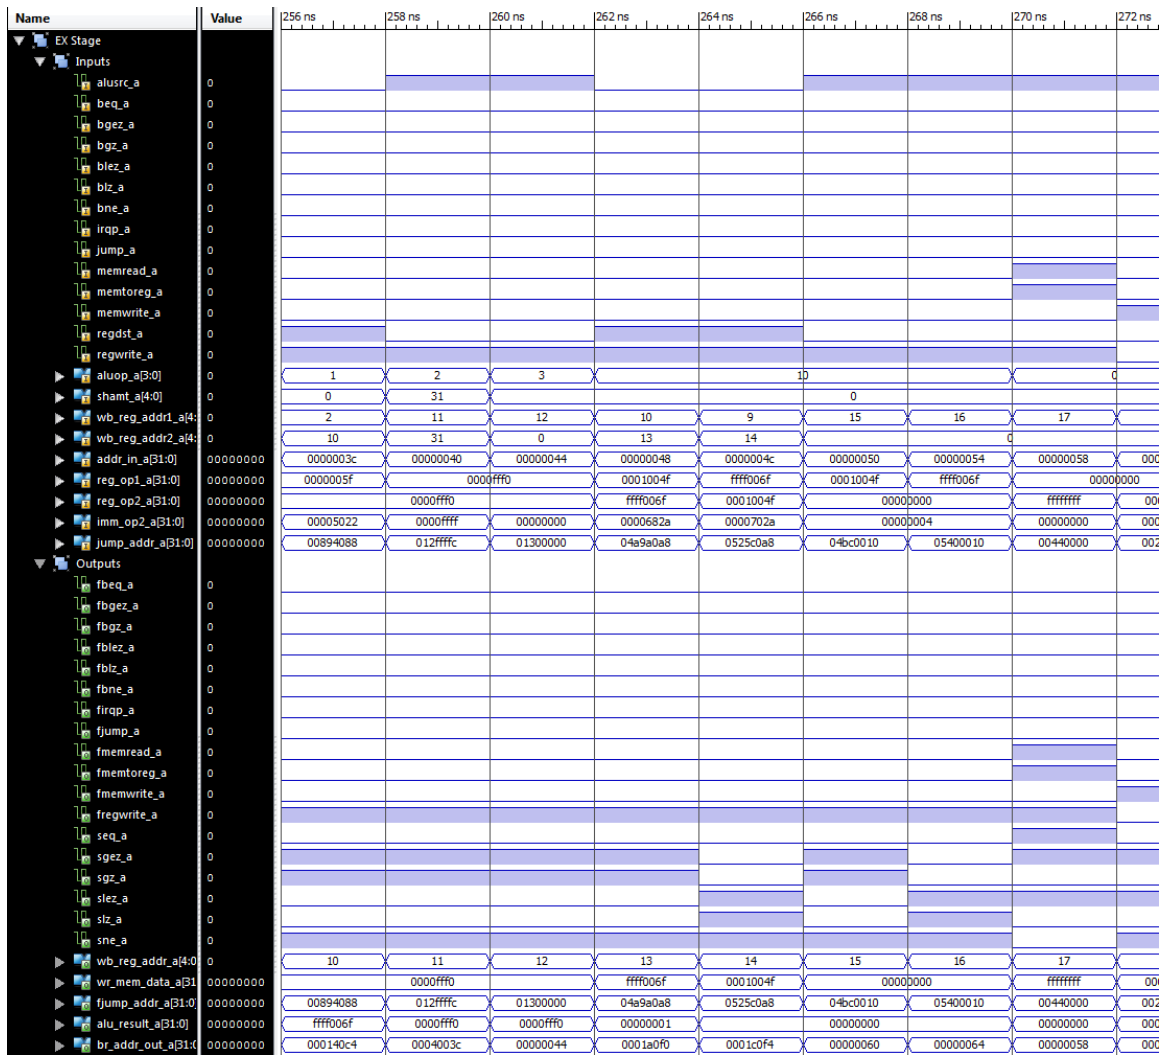 Name Value 256 ns 258 ns 260 ns 262 ns 264 ns 266 ns 268 ns 270 ns 272 ns
EX Stage
Inputs
alusrc_a 0
beq_a 0
bgez_a 0
bgz_a 0
blez_a 0
blz_a 0
bne_a 0
irqp_a 0
jump_a 0
memread_a 0
memtoreg_a 0
memwrite_a 0
regdst_a 0
regwrite_a 0
aluop_a[3:0] 0 1 2 3 10 0
shamt_a[4:0] 0 0 31 0
wb_reg_addr1_a[4: 0 2 11 12 10 9 15 16 17
wb_reg_addr2_a[4: 0 10 31 0 13 14 0
addr_in_a[31:0] 00000000 0000003c 00000040 00000044 00000048 0000004c 00000050 00000054 00000058 000
reg_op1_a[31:0] 00000000 0000005f 0000fff0 0001004f ffff006f 0001004f ffff006f 00000000
reg_op2_a[31:0] 00000000 0000fff0 ffff006f 0001004f 00000000 ffffffff 000
imm_op2_a[31:0] 00000000 00005022 0000ffff 00000000 0000682a 0000702a 00000004 00000000 000
jump_addr_a[31:0] 00000000 00894088 012ffffc 01300000 04a9a0a8 0525c0a8 04bc0010 05400010 00440000 002
Outputs
fbeq_a 0
fbgez_a 0
fbgz_a 0
fblez_a 0
fblz_a 0
fbne_a 0
firqp_a 0
fjump_a 0
fmemread_a 0
fmemtoreg_a 0
fmemwrite_a 0
fregwrite_a 0
seq_a 0
sgez_a 0
sgz_a 0
slez_a 0
slz_a 0
sne_a 0
wb_reg_addr_a[4:0 0 10 11 12 13 14 15 16 17
wr_mem_data_a[31 00000000 0000fff0 ffff006f 0001004f 00000000 ffffffff 000
fjump_addr_a[31:0] 00000000 00894088 012ffffc 01300000 04a9a0a8 0525c0a8 04bc0010 05400010 00440000 002
alu_result_a[31:0] 00000000 ffff006f 0000fff0 0000fff0 00000001 00000000 00000000 000
br_addr_out_a[31:( 00000000 000140c4 0004003c 00000044 0001a0f0 0001c0f4 00000060 00000064 00000058 000